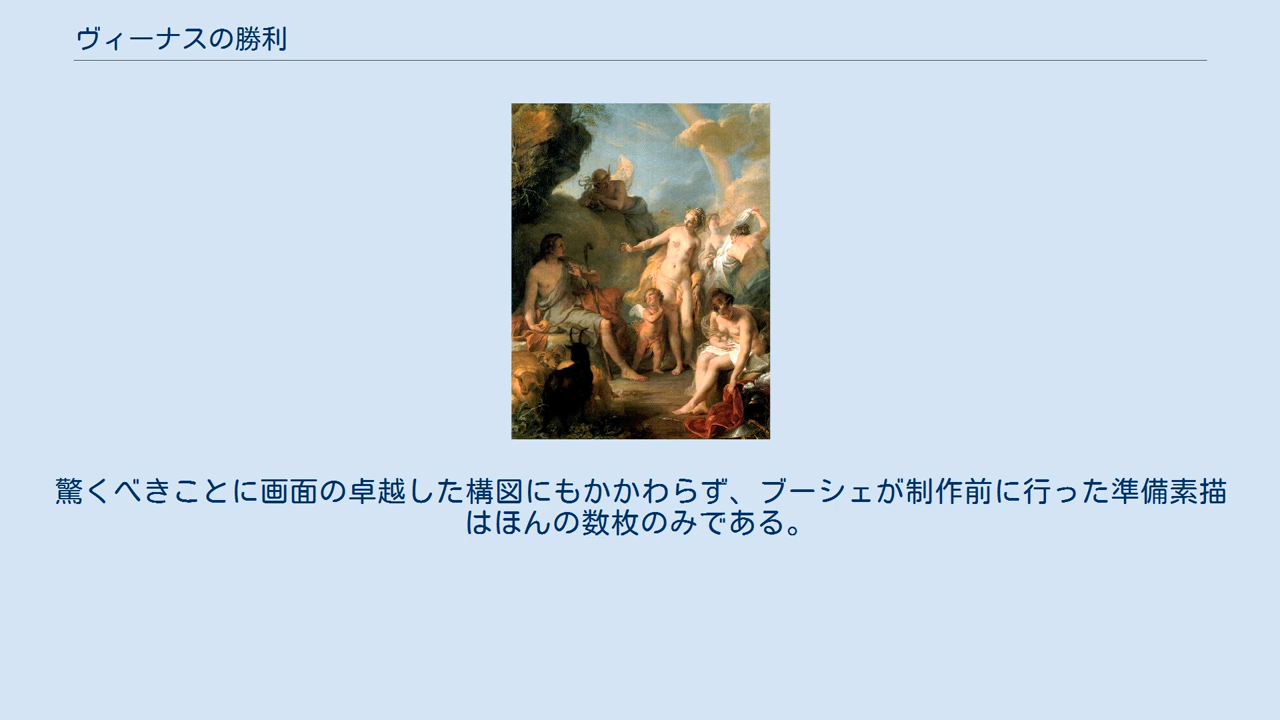 ヴィーナスの勝利
驚くべきことに画面の卓越した構図にもかかわらず、ブーシェが制作前に行った準備素描
はほんの数枚のみである。